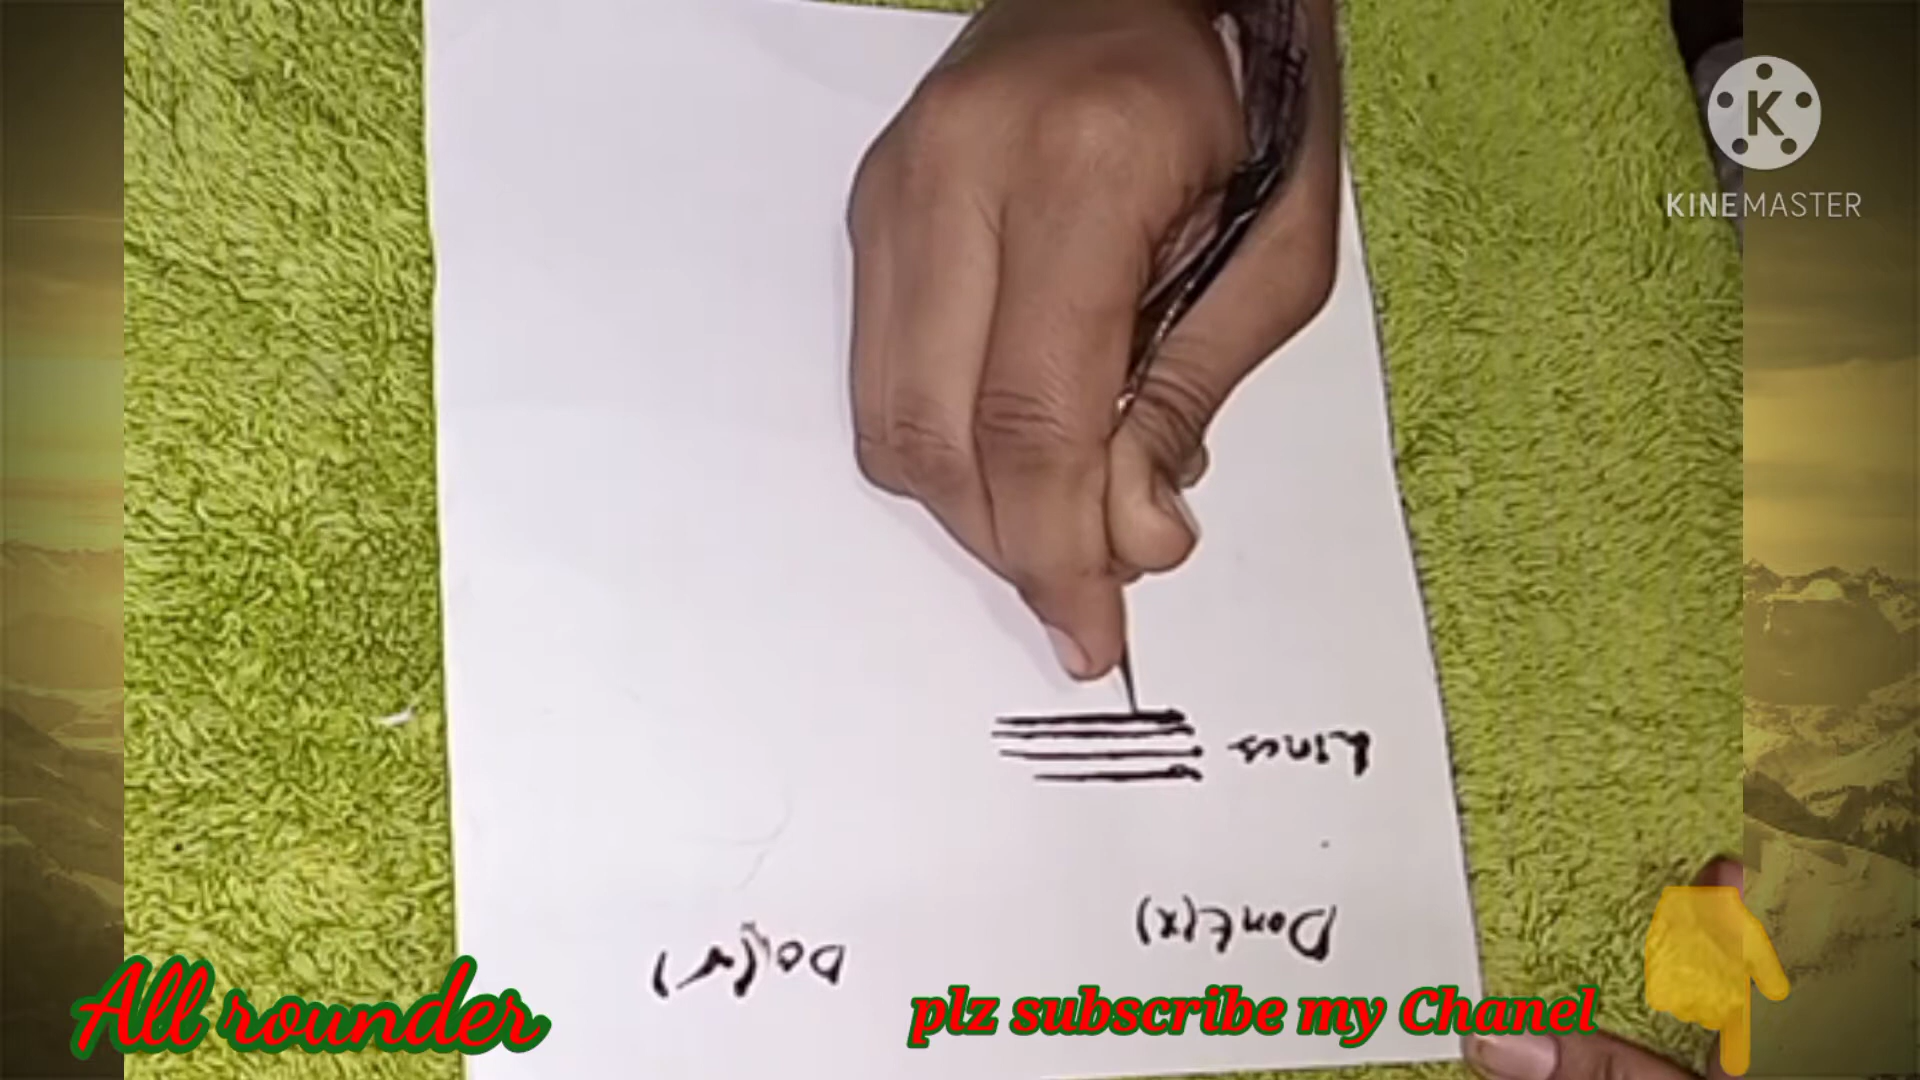 K
KINEMASTER
Lines
Dont(x)
Do(✓)
All rounder
plz subscribe my Chanel